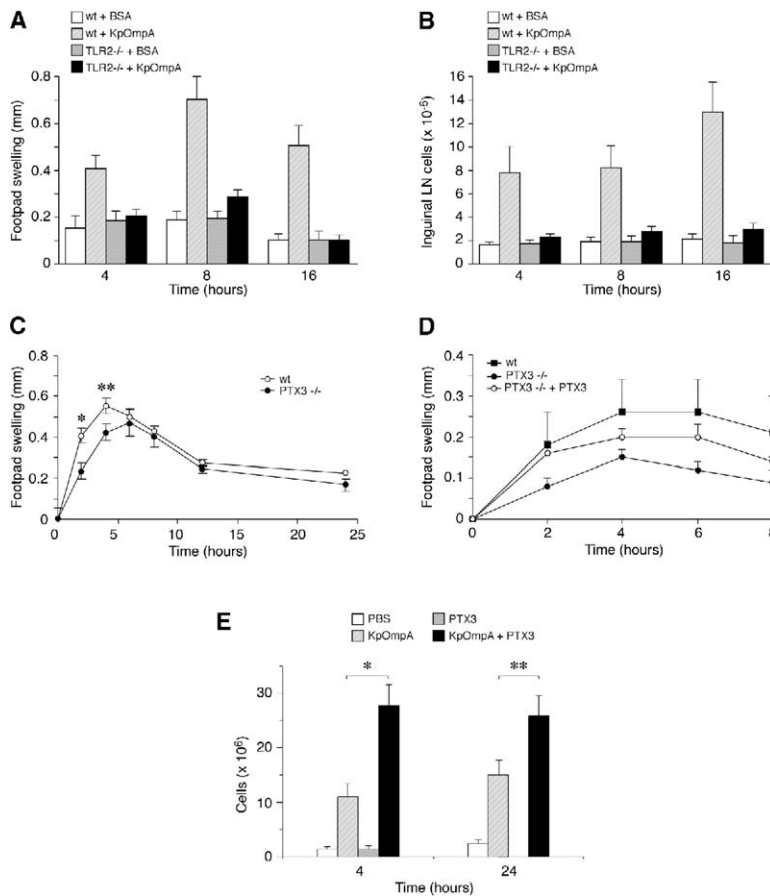 A
wt + BSA
wt + KpOmpA
TLR2-/- + BSA
TLR2-/- + KpOmpA
Footpad swelling (mm)
0.8
0.6
0.4
0.2
0
4 8 16
Time (hours)
B
wt + BSA
wt + KpOmpA
TLR2-/- + BSA
TLR2-/- + KpOmpA
Inguinal LN cells (x 10-6)
16
14
12
10
8
6
4
2
0
4 8 16
Time (hours)
C
wt
PTX3 -/-
Footpad swelling (mm)
0.8
0.6
0.4
0.2
0
* **
0 5 10 15 20 25
Time (hours)
D
wt
PTX3 -/-
PTX3 -/- + PTX3
Footpad swelling (mm)
0.4
0.3
0.2
0.1
0
0 2 4 6 8
Time (hours)
E
PBS PTX3
KpOmpA KpOmpA + PTX3
Cells (x 106)
30
20
10
0
* **
4 24
Time (hours)